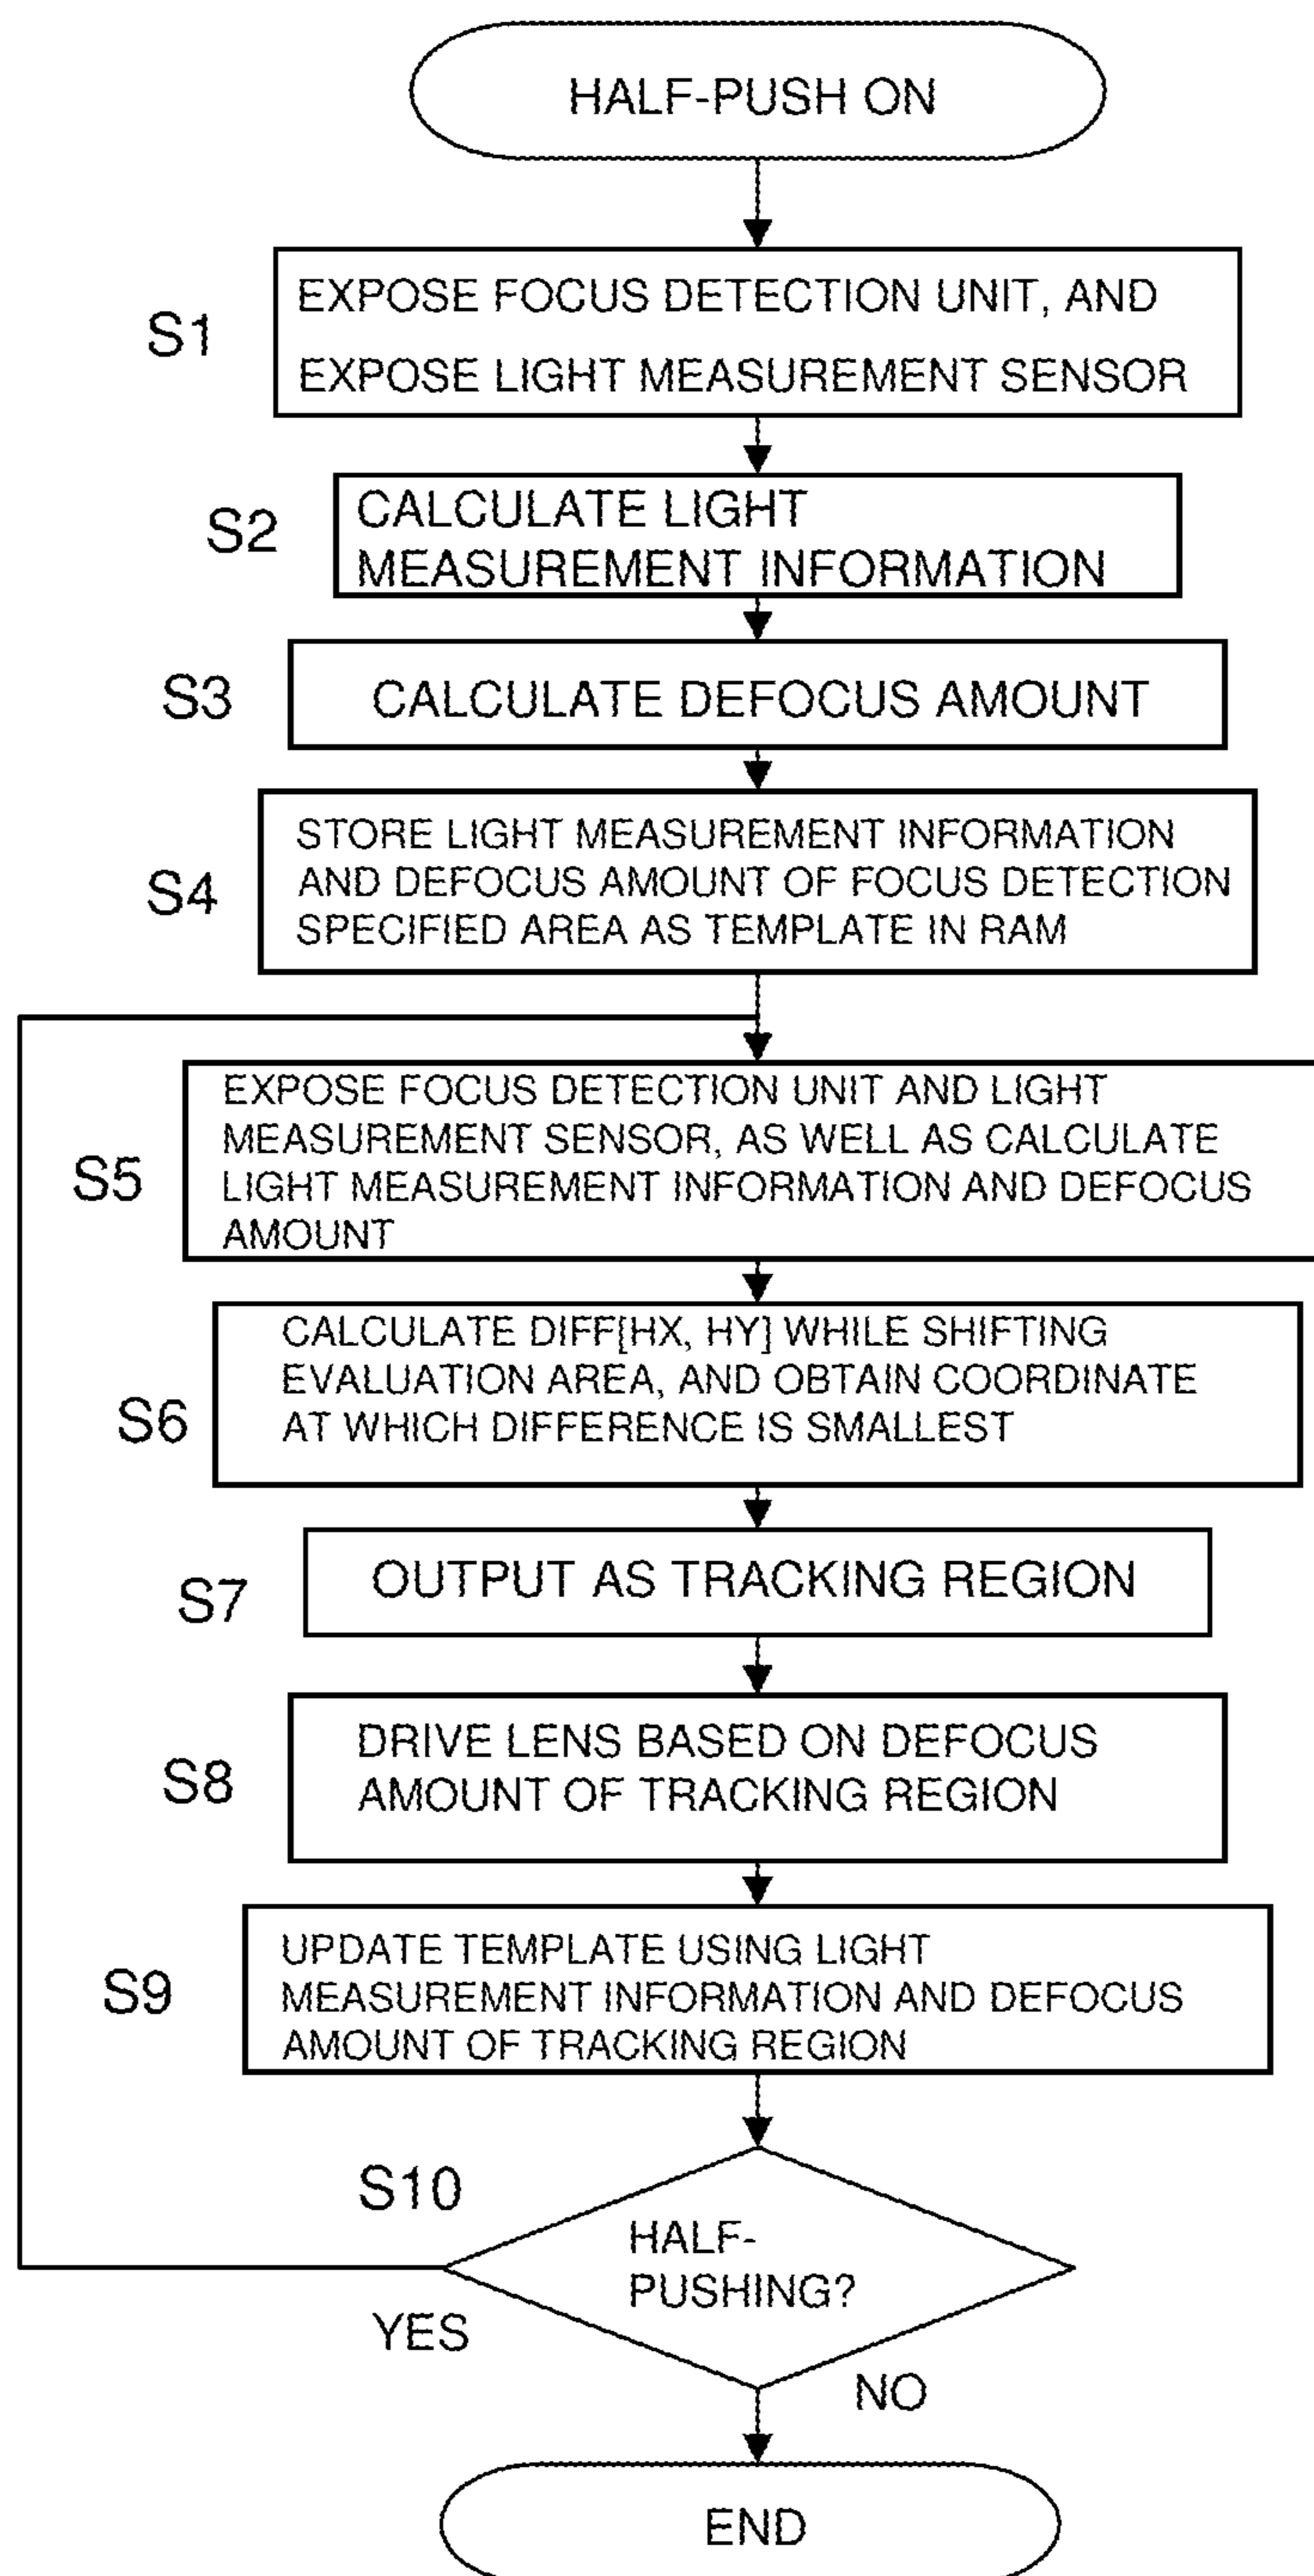 HALF-PUSH ON
S1
EXPOSE FOCUS DETECTION UNIT, AND
EXPOSE LIGHT MEASUREMENT SENSOR
S2
CALCULATE LIGHT
MEASUREMENT INFORMATION
S3
CALCULATE DEFOCUS AMOUNT
S4
STORE LIGHT MEASUREMENT INFORMATION
AND DEFOCUS AMOUNT OF FOCUS DETECTION
SPECIFIED AREA AS TEMPLATE IN RAM
S5
EXPOSE FOCUS DETECTION UNIT AND LIGHT
MEASUREMENT SENSOR, AS WELL AS CALCULATE
LIGHT MEASUREMENT INFORMATION AND DEFOCUS
AMOUNT
S6
CALCULATE DIFF[HX, HY] WHILE SHIFTING
EVALUATION AREA, AND OBTAIN COORDINATE
AT WHICH DIFFERENCE IS SMALLEST
S7
OUTPUT AS TRACKING REGION
S8
DRIVE LENS BASED ON DEFOCUS
AMOUNT OF TRACKING REGION
S9
UPDATE TEMPLATE USING LIGHT
MEASUREMENT INFORMATION AND DEFOCUS
AMOUNT OF TRACKING REGION
S10
HALF-
PUSHING?
YES
NO
END